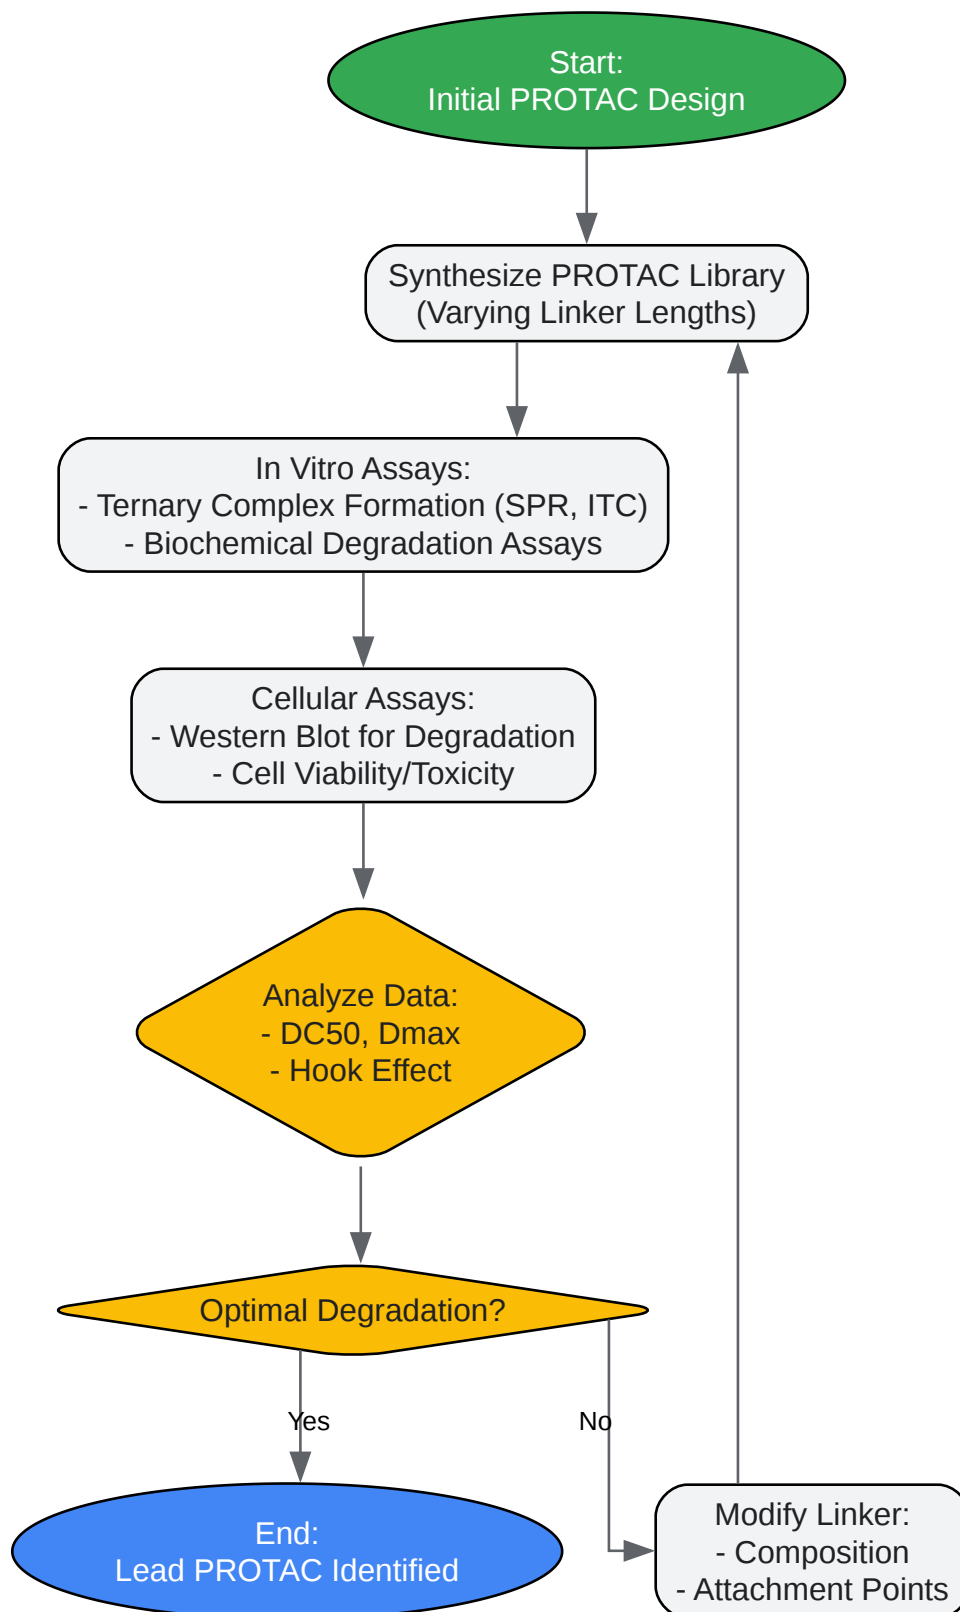 Start:
Initial PROTAC Design
Synthesize PROTAC Library
(Varying Linker Lengths)
In Vitro Assays:
- Ternary Complex Formation (SPR, ITC)
- Biochemical Degradation Assays
Cellular Assays:
- Western Blot for Degradation
- Cell Viability/Toxicity
Analyze Data:
- DC50, Dmax
- Hook Effect
Optimal Degradation?
Yes
No
End:
Lead PROTAC Identified
Modify Linker:
- Composition
- Attachment Points